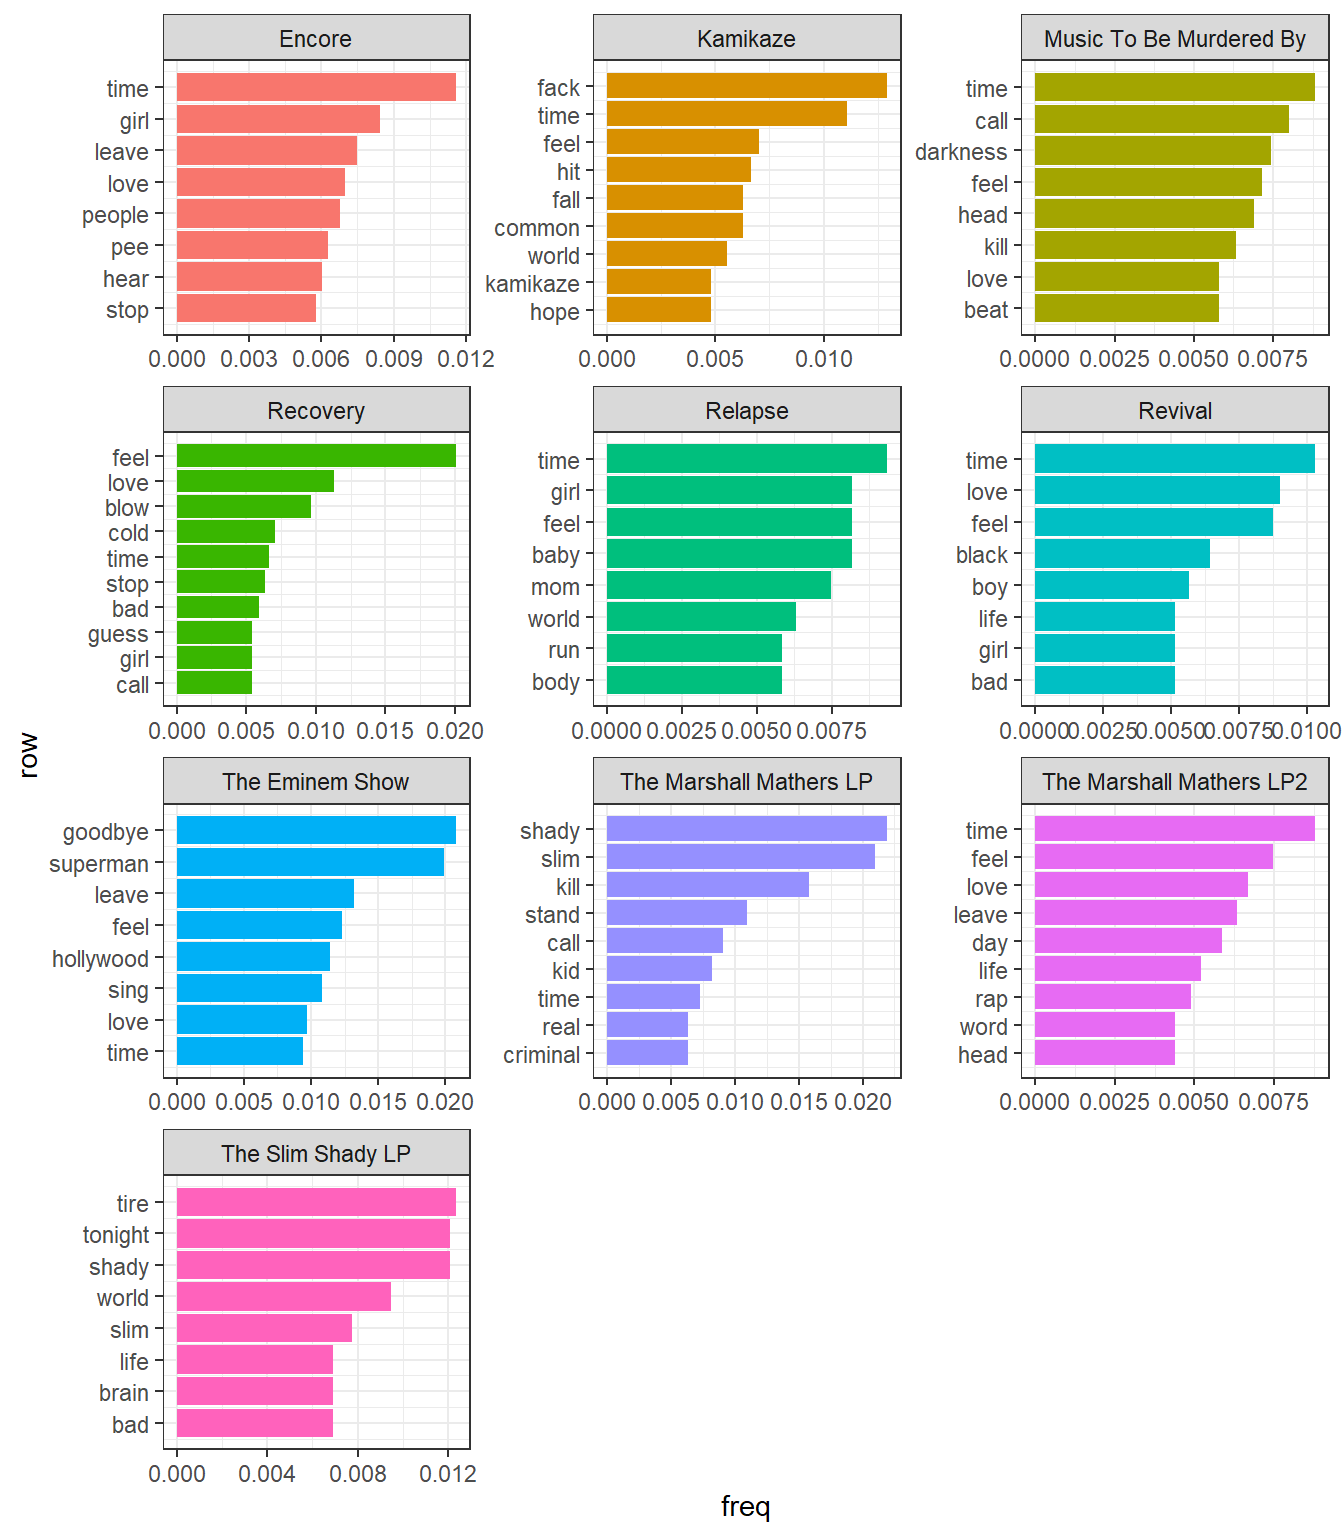 Encore
time
girl
leave
love
people
pee
hear
stop
0.000 0.003 0.006 0.009 0.012
Kamikaze
fack
time
feel
hit
fall
common
world
kamikaze
hope
0.000 0.005 0.010
Music To Be Murdered By
time
call
darkness
feel
head
kill
love
beat
0.0000 0.0025 0.0050 0.0075
Recovery
feel
love
blow
cold
time
stop
bad
guess
girl
call
0.000 0.005 0.010 0.015 0.020
Relapse
time
girl
feel
baby
mom
world
run
body
0.0000 0.0025 0.0050 0.0075
Revival
time
love
feel
black
boy
life
girl
bad
0.0000 0.0025 0.0050 0.0075 0.0100
row
The Eminem Show
goodbye
superman
leave
feel
hollywood
sing
love
time
0.000 0.005 0.010 0.015 0.020
The Marshall Mathers LP
shady
slim
kill
stand
call
kid
time
real
criminal
0.000 0.005 0.010 0.015 0.020
The Marshall Mathers LP2
time
feel
love
leave
day
life
rap
word
head
0.0000 0.0025 0.0050 0.0075
The Slim Shady LP
tire
tonight
shady
world
slim
life
brain
bad
0.000 0.004 0.008 0.012
freq